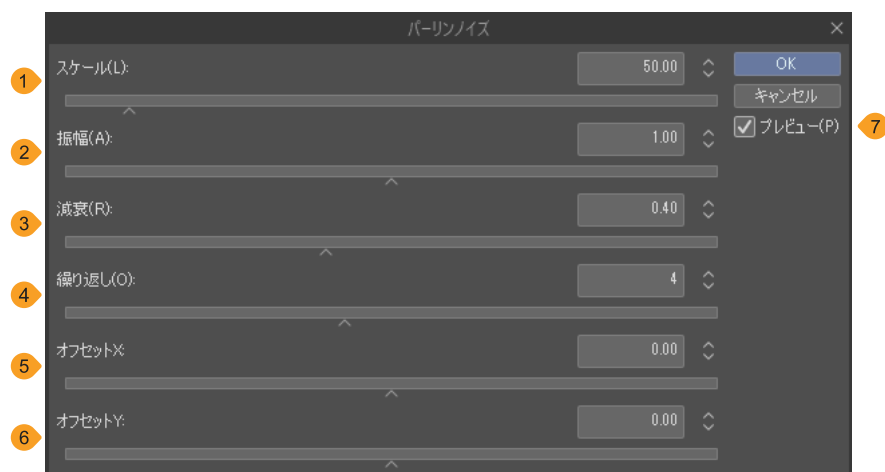 パーリンノイズ
1 スケール(L): 50.00 OK
キャンセル
2 振幅(A): 1.00 プレビュー(P) 7
3 減衰(R): 0.40
4 繰り返し(O): 4
5 オフセットX: 0.00
6 オフセットY: 0.00